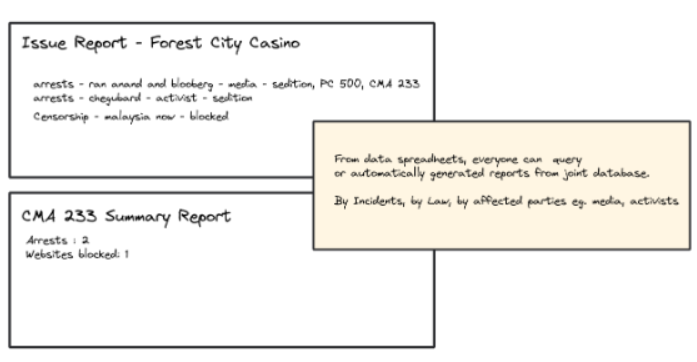 Issue Report - Forest City Casino
arrests - ran anand and blooberg - media - sedition, PC 500, CMA 233
arrests - chegubard - activist - sedition
Censorship - malaysia now - blocked
From data spreadsheets, everyone can query
or automatically generated reports from joint database.
By Incidents, by Law, by affected parties eg. media, activists
CMA 233 Summary Report
Arrests : 2
Websites blocked: 1